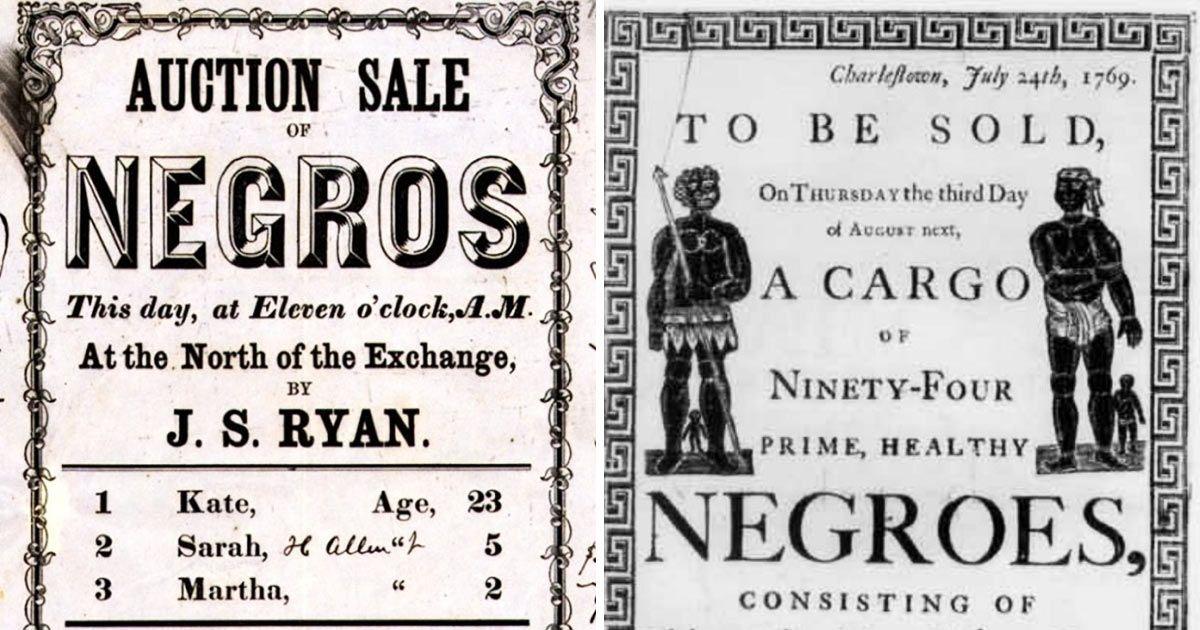 AUCTION SALE
OF
NEGROS
This day, at Eleven o'clock, A.M.
At the North of the Exchange,
BY
J. S. RYAN.
1 Kate, Age, 23
2 Sarah, 5
3 Martha, " 2
Charlestown, July 24th, 1769.
TO BE SOLD,
On THURSDAY the third Day
of AUGUST next,
A CARGO
OF
NINETY-FOUR
PRIME, HEALTHY
NEGROES,
CONSISTING OF